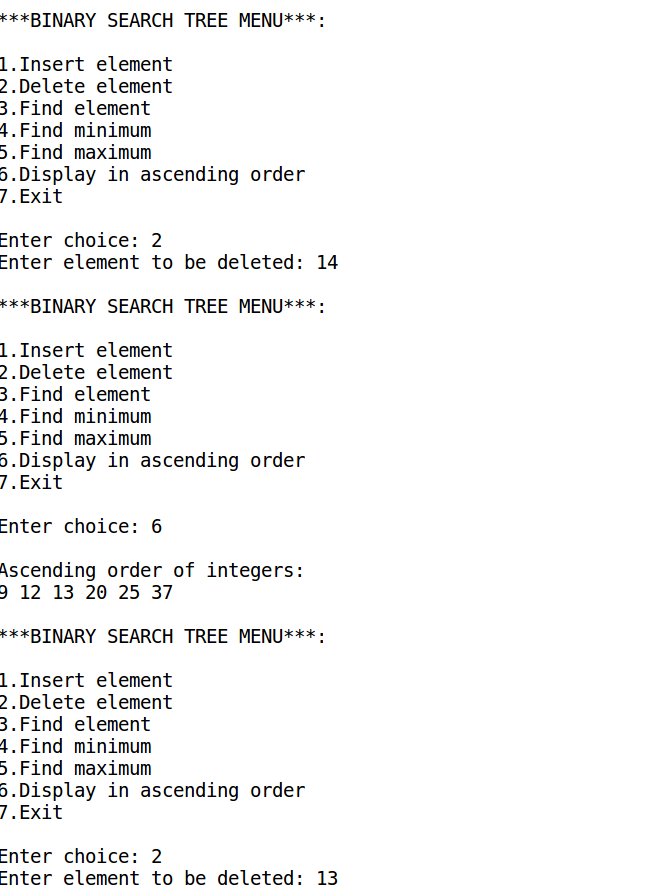 ***BINARY SEARCH TREE MENU***:
1.Insert element
2.Delete element
3.Find element
4.Find minimum
5.Find maximum
6.Display in ascending order
7.Exit
Enter choice: 2
Enter element to be deleted: 14
***BINARY SEARCH TREE MENU***:
1.Insert element
2.Delete element
3.Find element
4.Find minimum
5.Find maximum
6.Display in ascending order
7.Exit
Enter choice: 6
Ascending order of integers:
9 12 13 20 25 37
***BINARY SEARCH TREE MENU***:
1.Insert element
2.Delete element
3.Find element
4.Find minimum
5.Find maximum
6.Display in ascending order
7.Exit
Enter choice: 2
Enter element to be deleted: 13